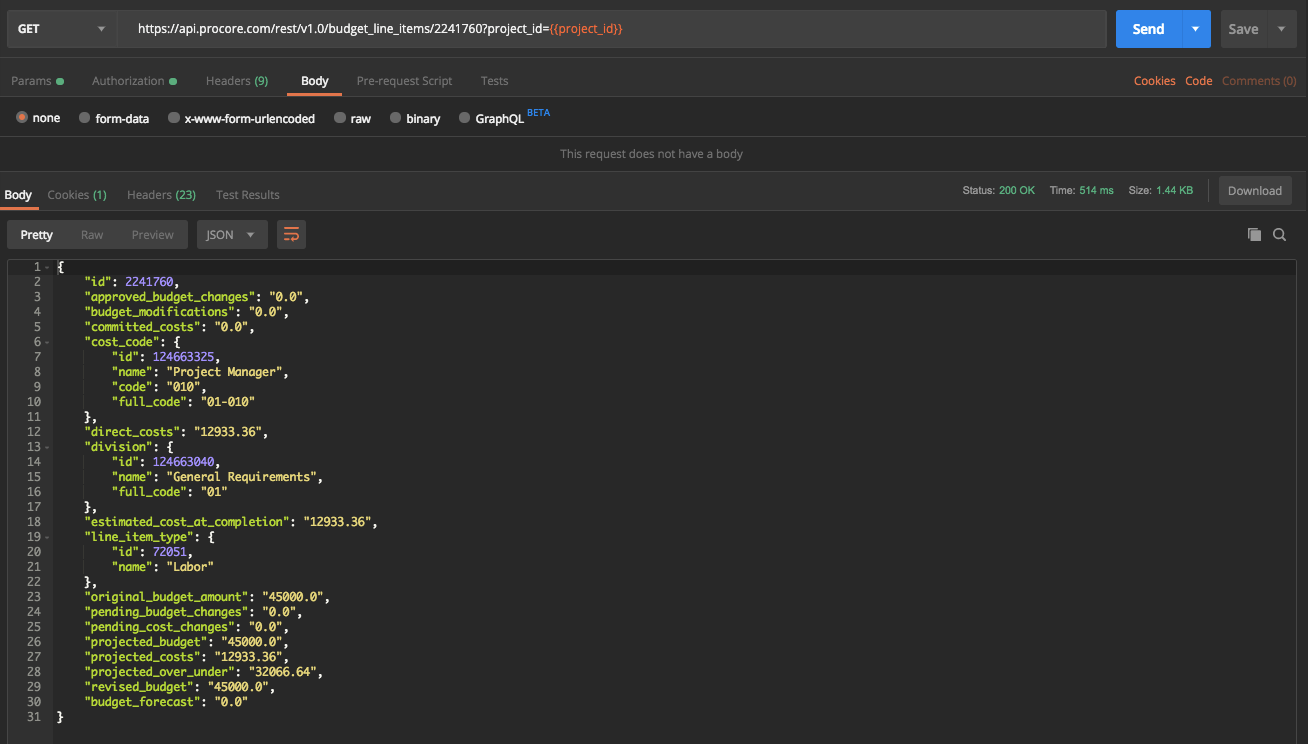 GET https://api.procore.com/rest/v1.0/budget_line_items/2241760?project_id={{project_id}} Send Save
Params Authorization Headers (9) Body Pre-request Script Tests Cookies Code Comments (0)
none form-data x-www-form-urlencoded raw binary GraphQL BETA
This request does not have a body
Body Cookies (1) Headers (23) Test Results Status: 200 OK Time: 514 ms Size: 1.44 KB Download
Pretty Raw Preview JSON
1 {
2 "id": 2241760,
3 "approved_budget_changes": "0.0",
4 "budget_modifications": "0.0",
5 "committed_costs": "0.0",
6 "cost_code": {
7 "id": 124663325,
8 "name": "Project Manager",
9 "code": "010",
10 "full_code": "01-010"
11 },
12 "direct_costs": "12933.36",
13 "division": {
14 "id": 124663040,
15 "name": "General Requirements",
16 "full_code": "01"
17 },
18 "estimated_cost_at_completion": "12933.36",
19 "line_item_type": {
20 "id": 72051,
21 "name": "Labor"
22 },
23 "original_budget_amount": "45000.0",
24 "pending_budget_changes": "0.0",
25 "pending_cost_changes": "0.0",
26 "projected_budget": "45000.0",
27 "projected_costs": "12933.36",
28 "projected_over_under": "32066.64",
29 "revised_budget": "45000.0",
30 "budget_forecast": "0.0"
31 }